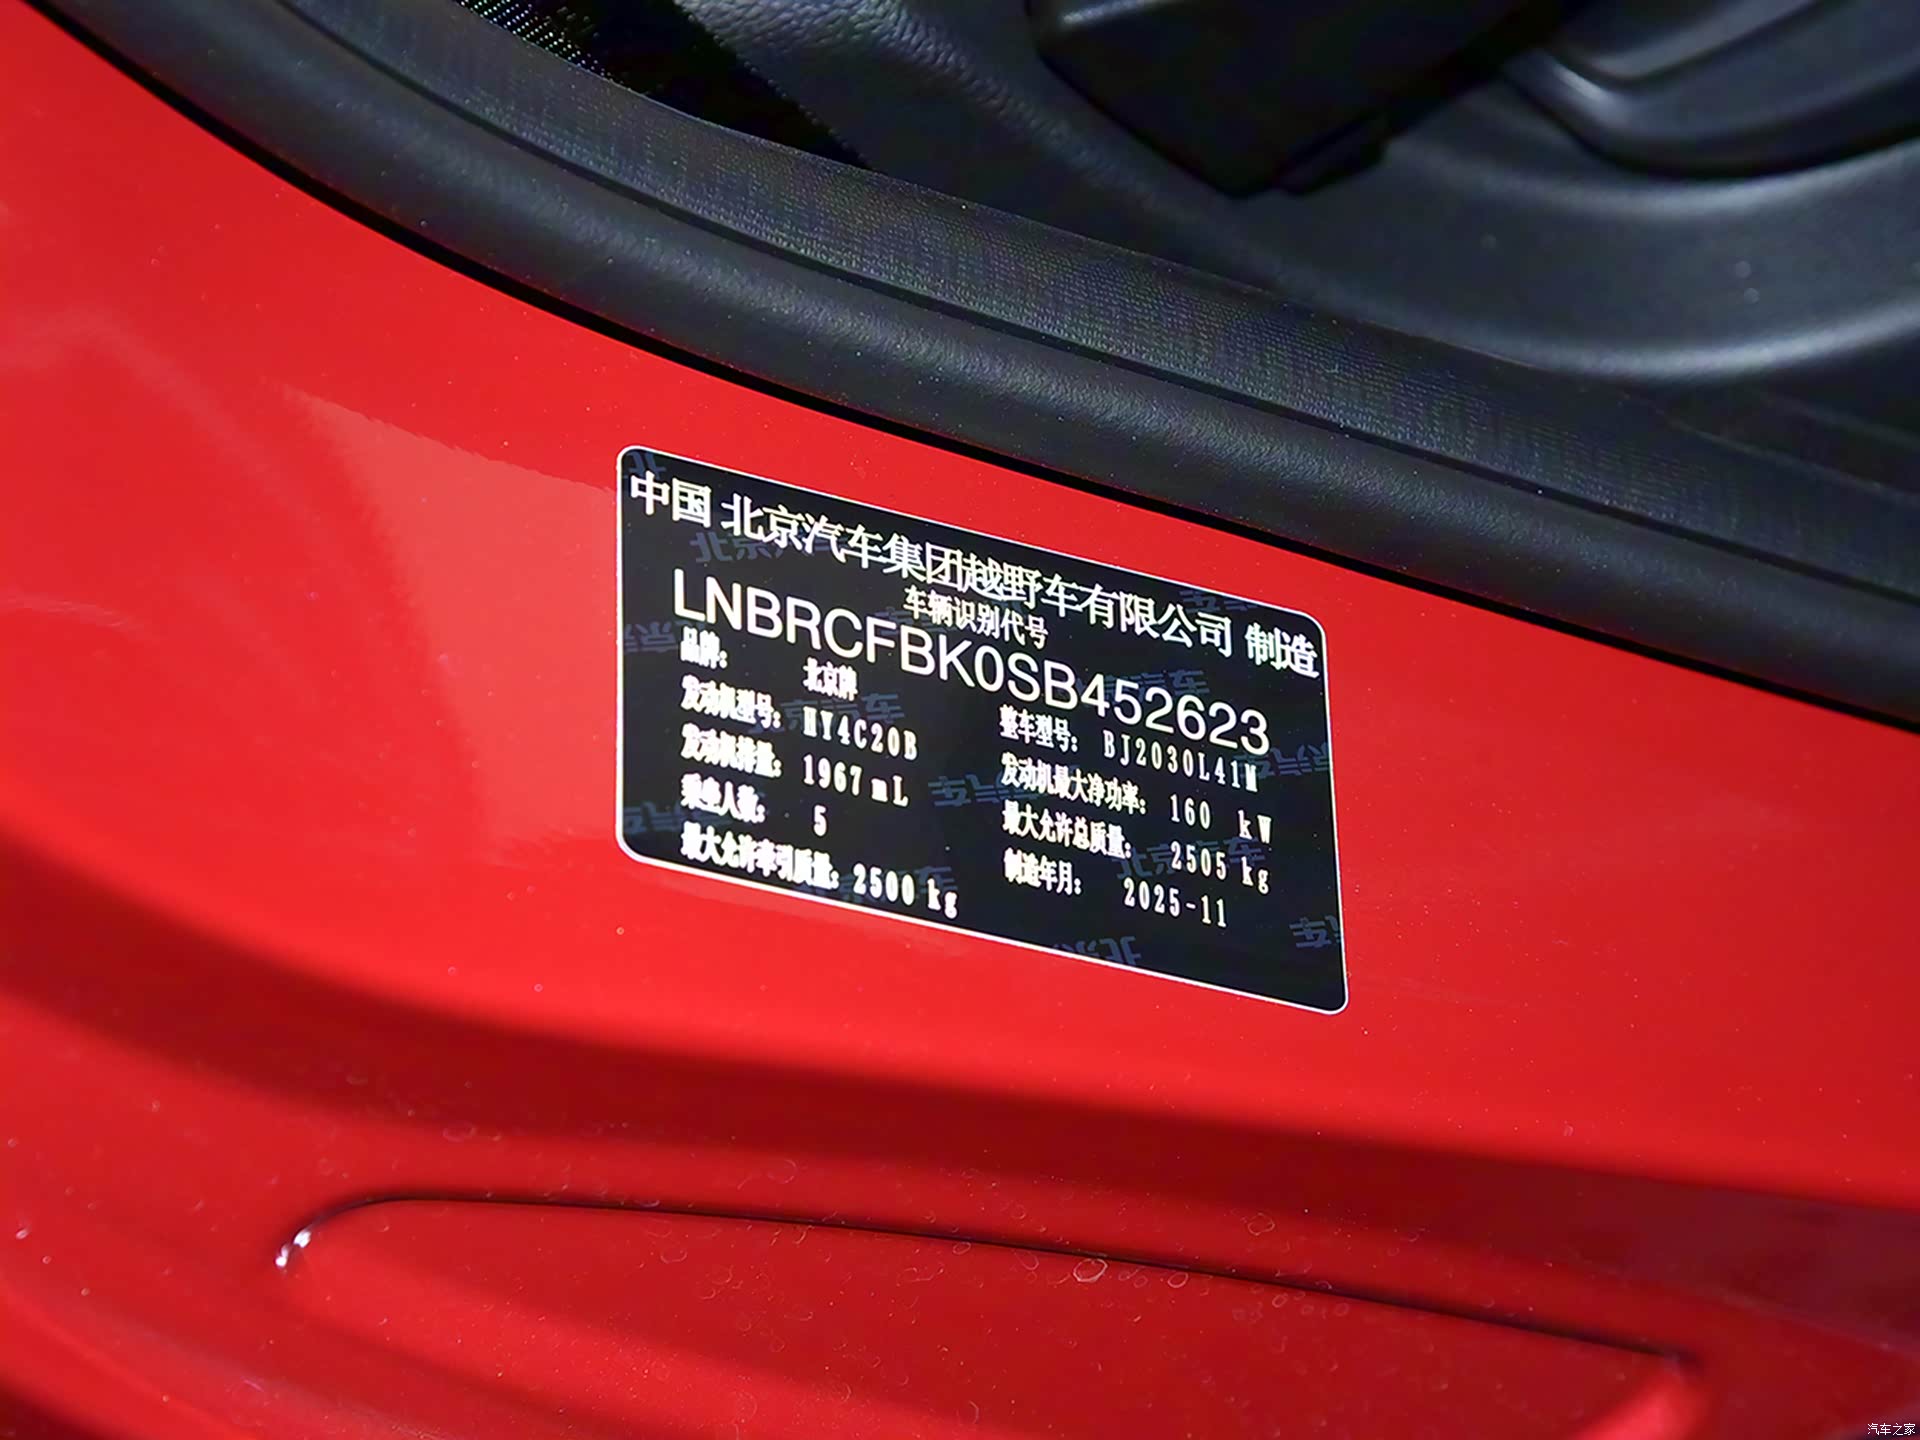 中国 北京汽车集团越野车有限公司 制造
车辆识别代号
LNBRCFBK0SB452623
品牌： 北京牌
整车型号： BJ2030L41M
发动机型号： HY4C20B
发动机最大净功率： 160 kW
发动机排量： 1967 mL
最大允许总质量： 2505 kg
乘坐人数： 5
制造年月： 2025-11
最大允许牵引质量： 2500 kg
汽车之家